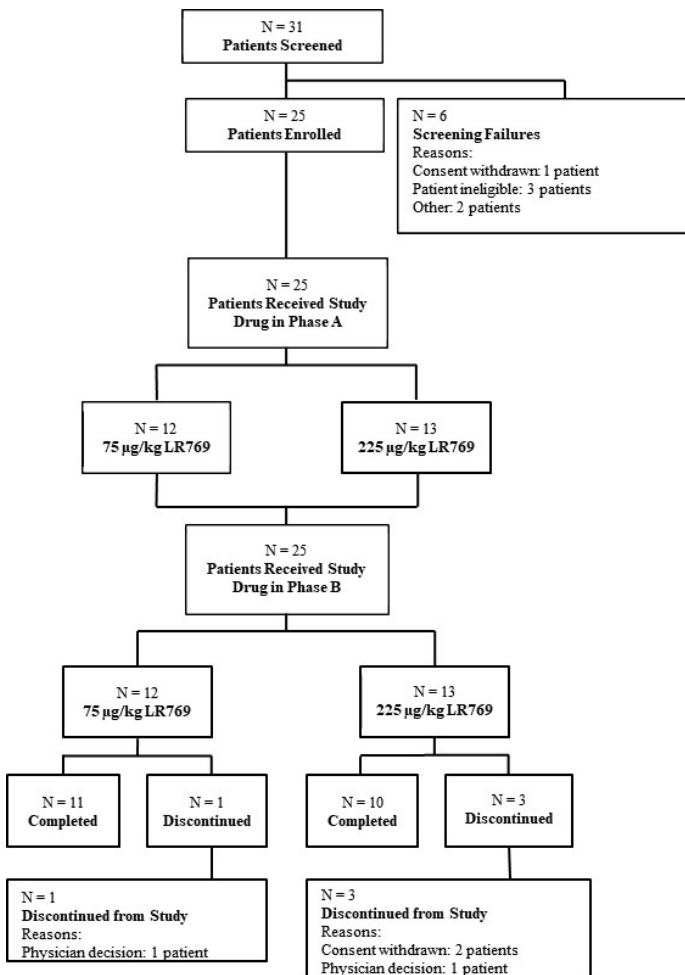 N = 31
Patients Screened
N = 25
Patients Enrolled
N = 6
Screening Failures
Reasons:
Consent withdrawn: 1 patient
Patient ineligible: 3 patients
Other: 2 patients
N = 25
Patients Received Study
Drug in Phase A
N = 12
75 µg/kg LR769
N = 13
225 µg/kg LR769
N = 25
Patients Received Study
Drug in Phase B
N = 12
75 µg/kg LR769
N = 13
225 µg/kg LR769
N = 11
Completed
N = 1
Discontinued
N = 10
Completed
N = 3
Discontinued
N = 1
Discontinued from Study
Reasons:
Physician decision: 1 patient
N = 3
Discontinued from Study
Reasons:
Consent withdrawn: 2 patients
Physician decision: 1 patient